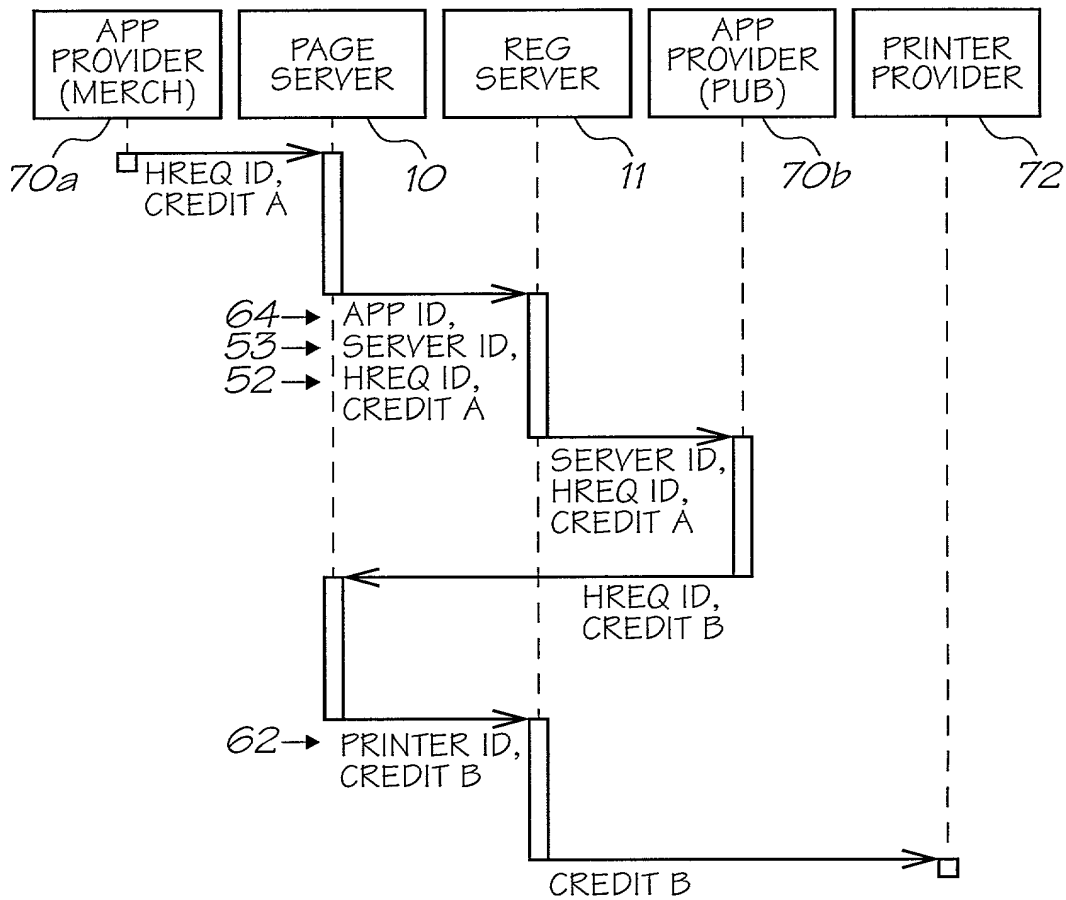 APP
PROVIDER
(MERCH)
PAGE
SERVER
REG
SERVER
APP
PROVIDER
(PUB)
PRINTER
PROVIDER
70a
10
11
70b
72
HREQ ID,
CREDIT A
64
APP ID,
53
SERVER ID,
52
HREQ ID,
CREDIT A
SERVER ID,
HREQ ID,
CREDIT A
HREQ ID,
CREDIT B
62
PRINTER ID,
CREDIT B
CREDIT B